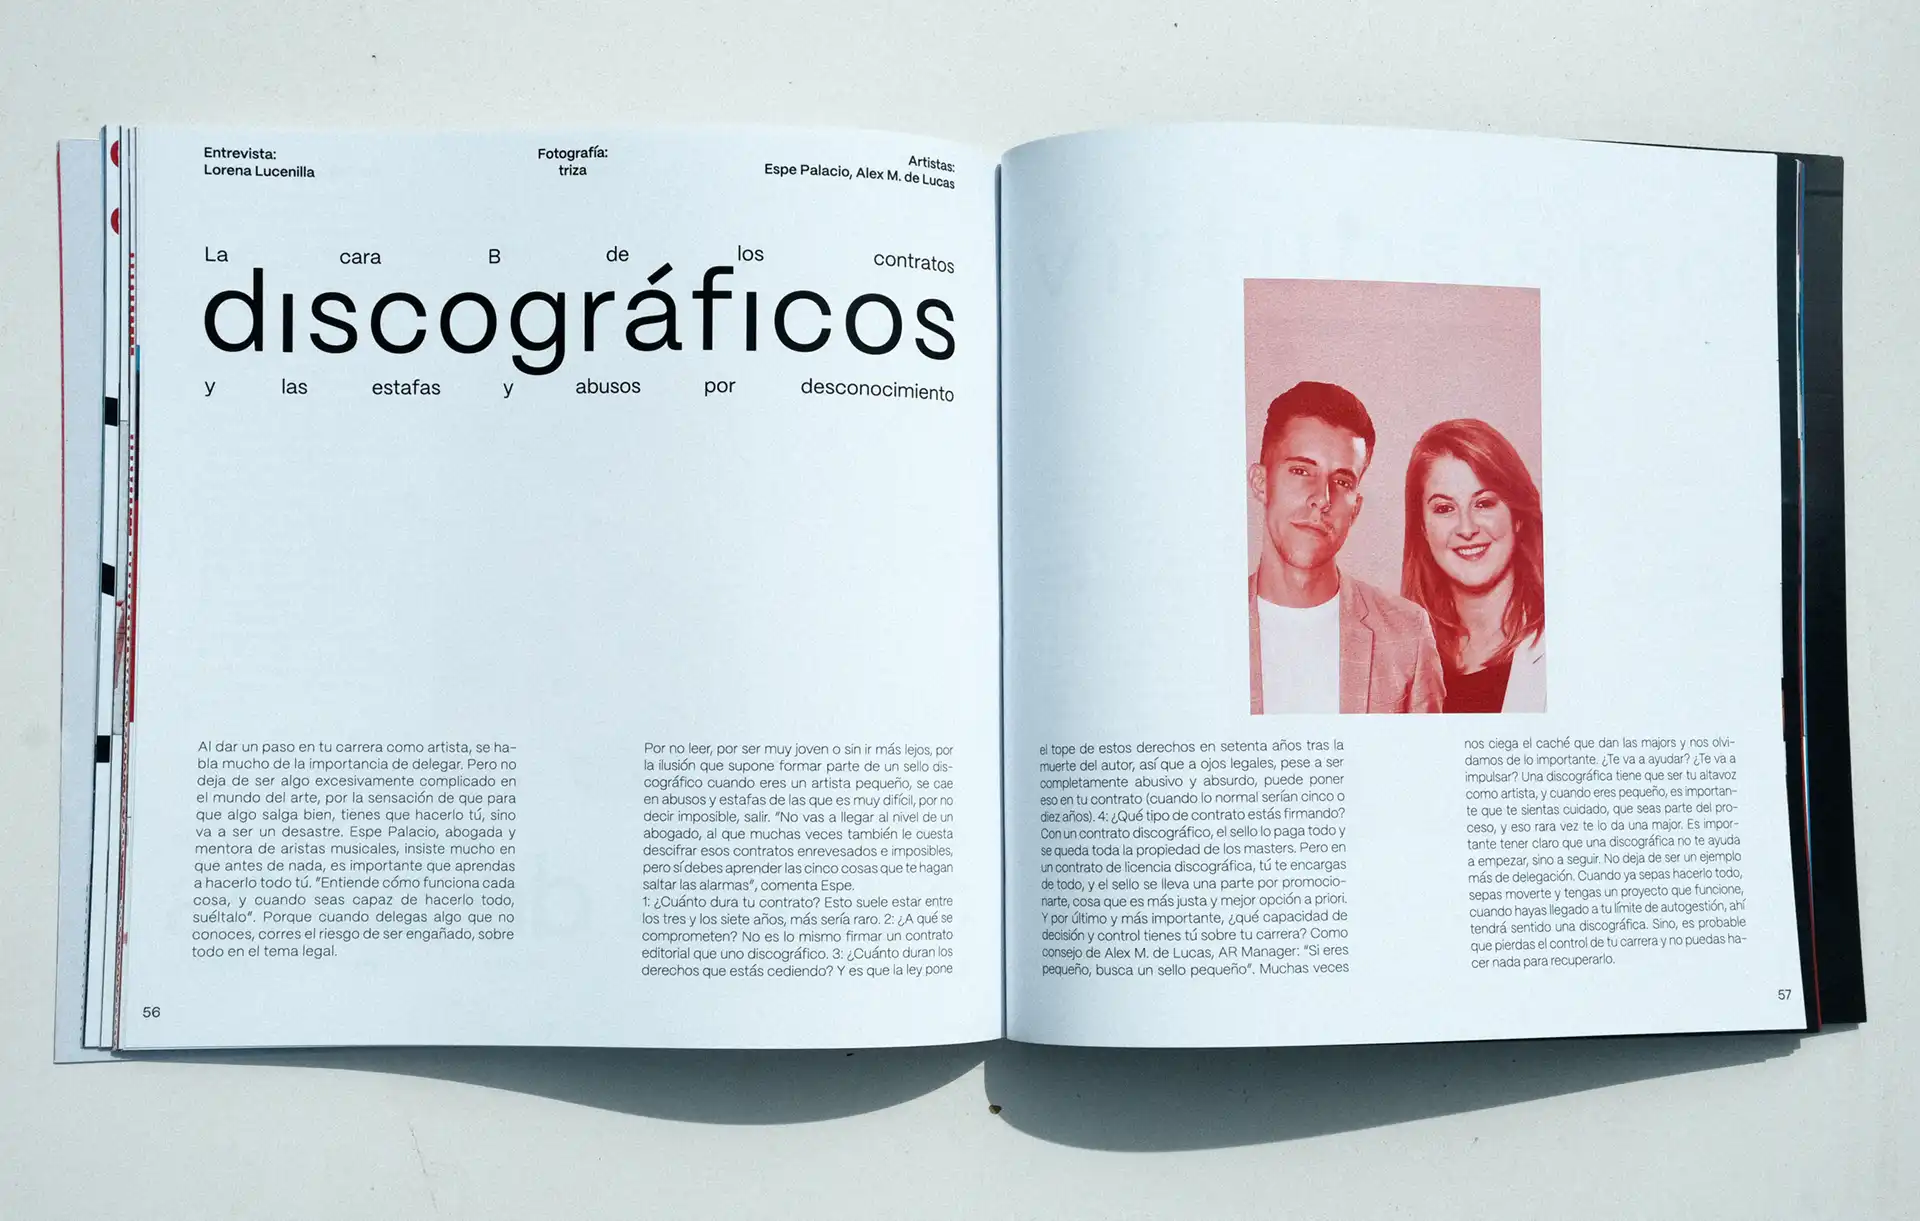 Entrevista:
Lorena Lucenilla
Fotografía:
triza
Artistas:
Espe Palacio, Alex M. de Lucas
La cara B de los contratos
discográficos
y las estafas y abusos por desconocimiento
Al dar un paso en tu carrera como artista, se ha-
bla mucho de la importancia de delegar. Pero no
deja de ser algo excesivamente complicado en
el mundo del arte, por la sensación de que para
que algo salga bien, tienes que hacerlo tú, sino
va a ser un desastre. Espe Palacio, abogada y
mentora de aristas musicales, insiste mucho en
que antes de nada, es importante que aprendas
a hacerlo todo tú. "Entiende cómo funciona cada
cosa, y cuando seas capaz de hacerlo todo,
suéltalo". Porque cuando delegas algo que no
conoces, corres el riesgo de ser engañado, sobre
todo en el tema legal.
Por no leer, por ser muy joven o sin ir más lejos, por
la ilusión que supone formar parte de un sello dis-
cográfico cuando eres un artista pequeño, se cae
en abusos y estafas de las que es muy difícil, por no
decir imposible, salir. "No vas a llegar al nivel de un
abogado, al que muchas veces también le cuesta
descifrar esos contratos enrevesados e imposibles,
pero sí debes aprender las cinco cosas que te hagan
saltar las alarmas", comenta Espe.
1: ¿Cuánto dura tu contrato? Esto suele estar entre
los tres y los siete años, más sería raro. 2: ¿A qué se
comprometen? No es lo mismo firmar un contrato
editorial que uno discográfico. 3: ¿Cuánto duran los
derechos que estás cediendo? Y es que la ley pone
56
el tope de estos derechos en setenta años tras la
muerte del autor, así que a ojos legales, pese a ser
completamente abusivo y absurdo, puede poner
eso en tu contrato (cuando lo normal serían cinco o
diez años). 4: ¿Qué tipo de contrato estás firmando?
Con un contrato discográfico, el sello lo paga todo y
se queda toda la propiedad de los masters. Pero en
un contrato de licencia discográfica, tú te encargas
de todo, y el sello se lleva una parte por promocio-
narte, cosa que es más justa y mejor opción a priori.
Y por último y más importante, ¿qué capacidad de
decisión y control tienes tú sobre tu carrera? Como
consejo de Alex M. de Lucas, AR Manager: "Si eres
pequeño, busca un sello pequeño". Muchas veces
nos ciega el caché que dan las majors y nos olvi-
damos de lo importante. ¿Te va a ayudar? ¿Te va a
impulsar? Una discográfica tiene que ser tu altavoz
como artista, y cuando eres pequeño, es importan-
te que te sientas cuidado, que seas parte del pro-
ceso, y eso rara vez te lo da una major. Es impor-
tante tener claro que una discográfica no te ayuda
a empezar, sino a seguir. No deja de ser un ejemplo
más de delegación. Cuando ya sepas hacerlo todo,
sepas moverte y tengas un proyecto que funcione,
cuando hayas llegado a tu límite de autogestión, ahí
tendrá sentido una discográfica. Sino, es probable
que pierdas el control de tu carrera y no puedas ha-
cer nada para recuperarlo.
57